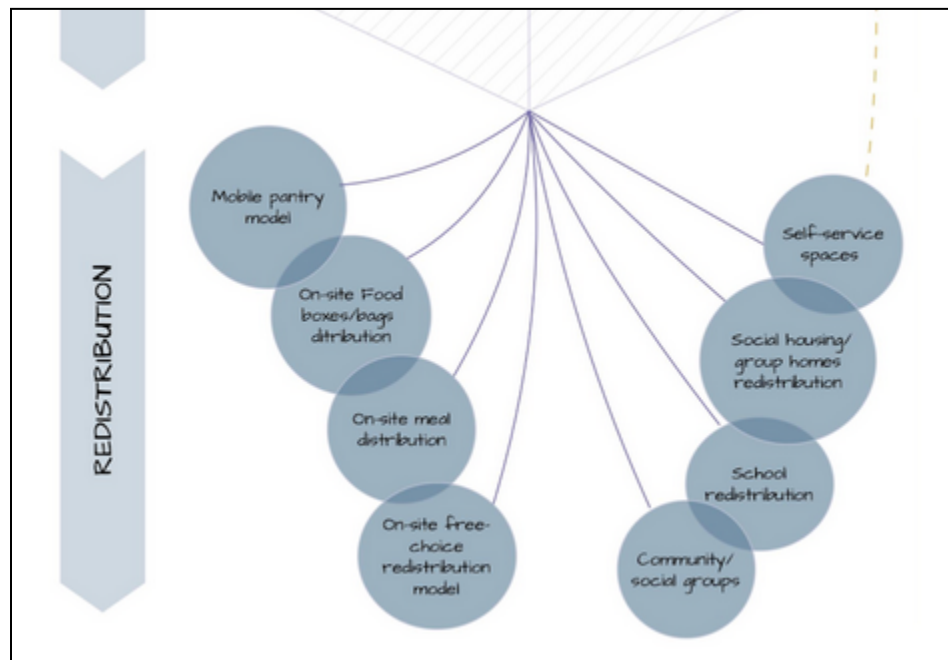 REDISTRIBUTION
Mobile pantry
model
On-site Food
boxes/bags
ditribution
On-site meal
distribution
On-site free-
choice
redistribution
model
Self-service
spaces
Social housing/
group homes
redistribution
School
redistribution
Community/
social groups